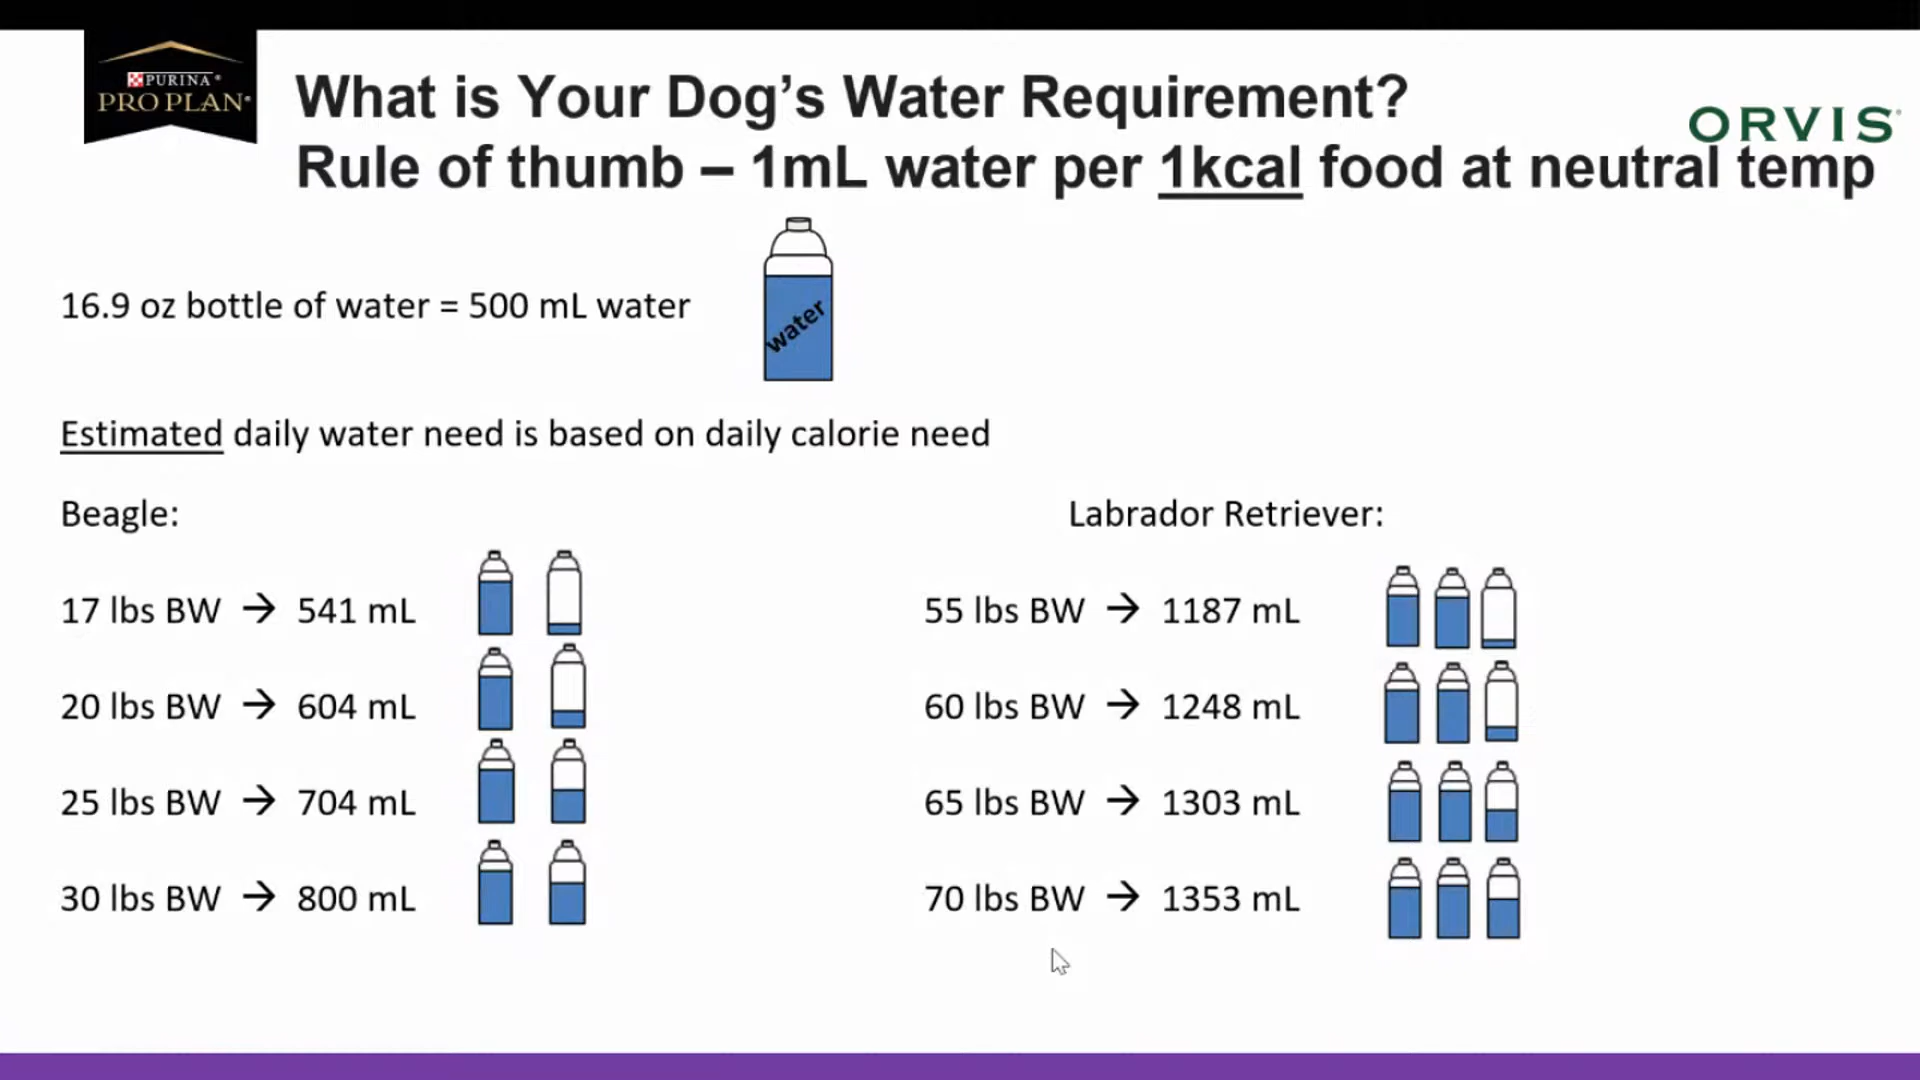 PURINA®
PRO PLAN®
What is Your Dog's Water Requirement?
ORVIS®
Rule of thumb – 1mL water per 1kcal food at neutral temp
16.9 oz bottle of water = 500 mL water
water
Estimated daily water need is based on daily calorie need
Beagle:
17 lbs BW → 541 mL
20 lbs BW → 604 mL
25 lbs BW → 704 mL
30 lbs BW → 800 mL
Labrador Retriever:
55 lbs BW → 1187 mL
60 lbs BW → 1248 mL
65 lbs BW → 1303 mL
70 lbs BW → 1353 mL